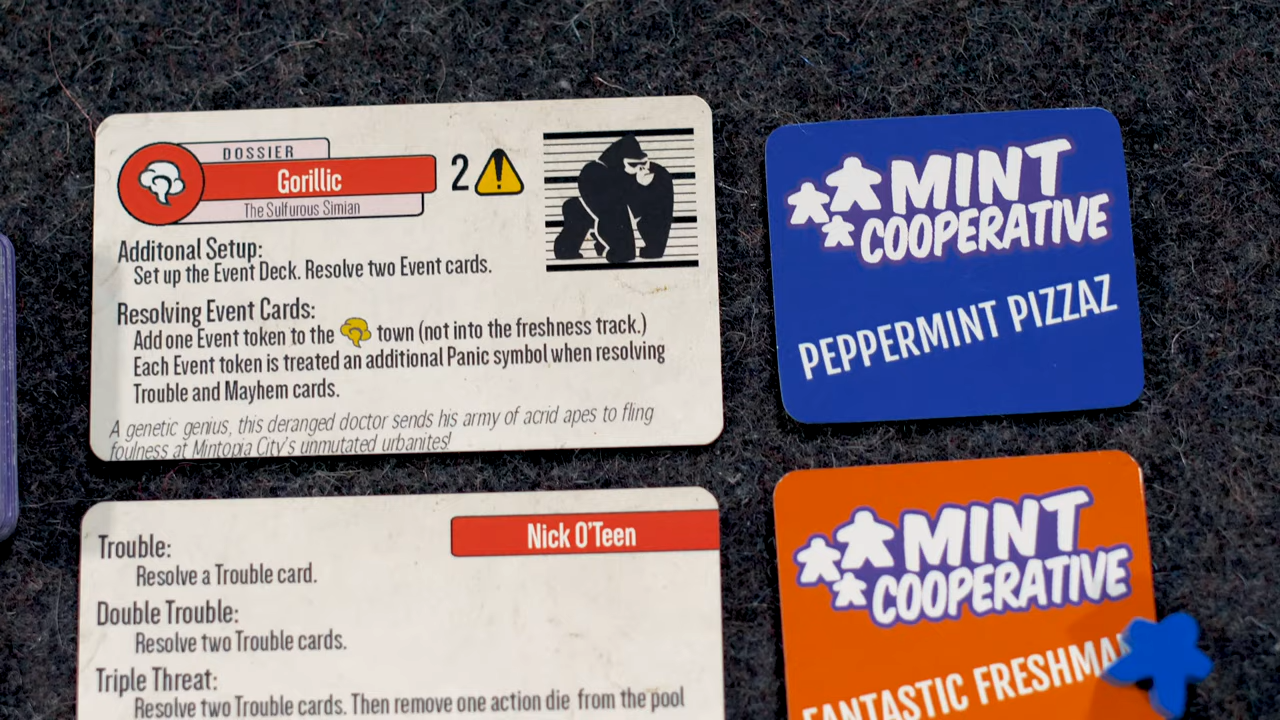 DOSSIER
Gorillic
The Sulfurous Simian
2
Additonal Setup:
Set up the Event Deck. Resolve two Event cards.
Resolving Event Cards:
Add one Event token to the town (not into the freshness track.)
Each Event token is treated an additional Panic symbol when resolving
Trouble and Mayhem cards.
A genetic genius, this deranged doctor sends his army of acrid apes to fling
foulness at Mintopia City's unmutated urbanites!
MINT
COOPERATIVE
PEPPERMINT PIZZAZ
Nick O'Teen
Trouble:
Resolve a Trouble card.
Double Trouble:
Resolve two Trouble cards.
Triple Threat:
Resolve two Trouble cards. Then remove one action die from the pool
MINT
COOPERATIVE
FANTASTIC